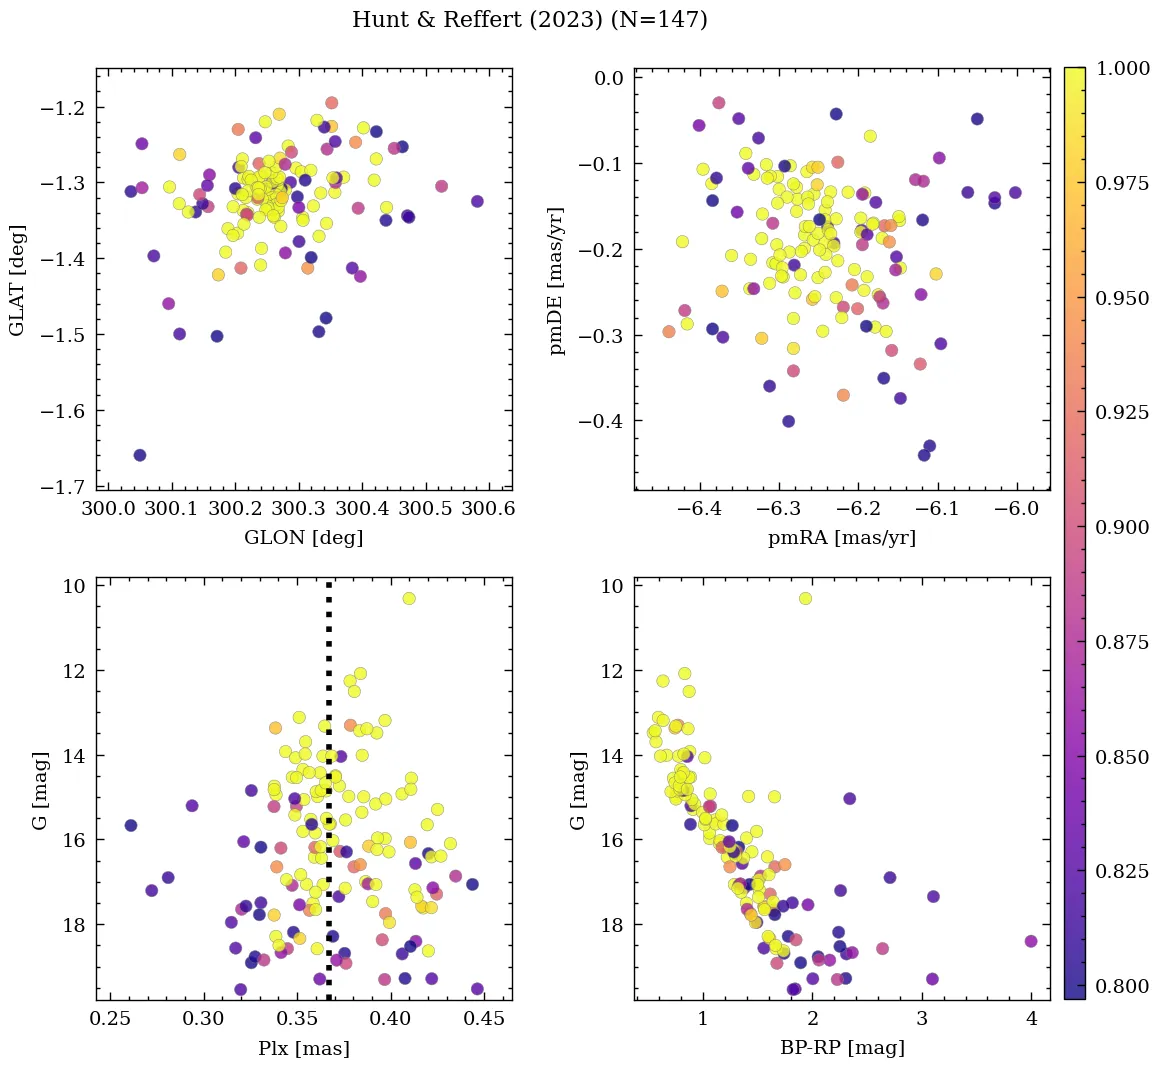 Hunt & Reffert (2023) (N=147)
−1.2
−1.3
−1.4
−1.5
−1.6
−1.7
GLAT [deg]
300.0 300.1 300.2 300.3 300.4 300.5 300.6
GLON [deg]
0.0
−0.1
−0.2
−0.3
−0.4
pmDE [mas/yr]
−6.4 −6.3 −6.2 −6.1 −6.0
pmRA [mas/yr]
10
12
14
16
18
G [mag]
0.25 0.30 0.35 0.40 0.45
Plx [mas]
10
12
14
16
18
G [mag]
1 2 3 4
BP-RP [mag]
1.000
0.975
0.950
0.925
0.900
0.875
0.850
0.825
0.800